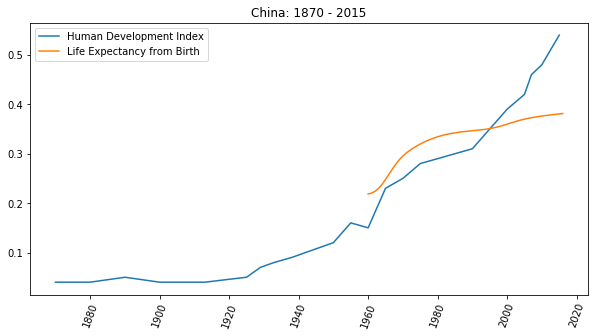 China: 1870 - 2015
Human Development Index
Life Expectancy from Birth
0.5
0.4
0.3
0.2
0.1
1880 1900 1920 1940 1960 1980 2000 2020